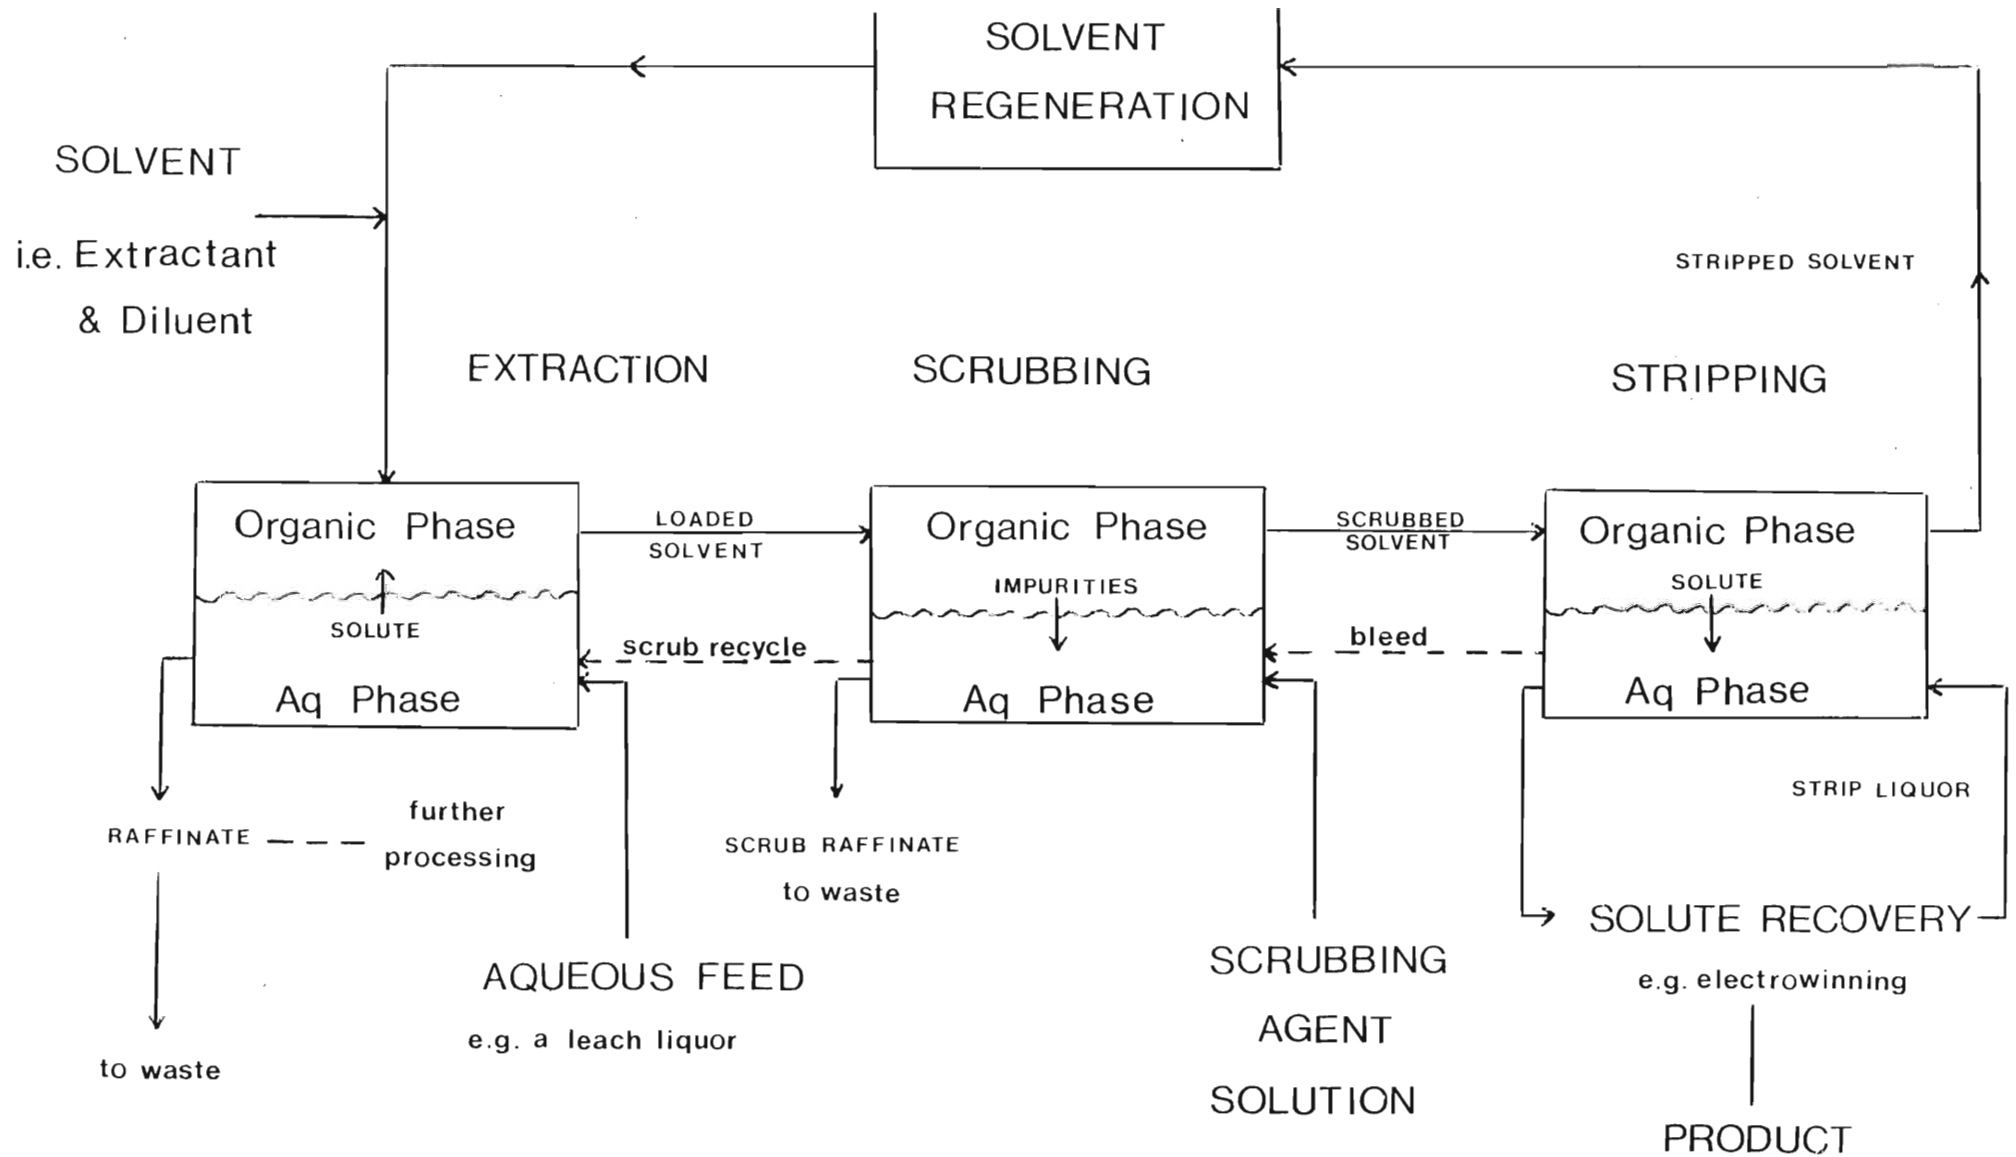 SOLVENT
REGENERATION
SOLVENT
i.e. Extractant
& Diluent
STRIPPED SOLVENT
EXTRACTION
SCRUBBING
STRIPPING
Organic Phase
SOLUTE
Aq Phase
LOADED
SOLVENT
scrub recycle
Organic Phase
IMPURITIES
Aq Phase
SCRUBBED
SOLVENT
bleed
Organic Phase
SOLUTE
Aq Phase
RAFFINATE
further
processing
to waste
AQUEOUS FEED
e.g. a leach liquor
SCRUB RAFFINATE
to waste
SCRUBBING
AGENT
SOLUTION
STRIP LIQUOR
SOLUTE RECOVERY
e.g. electrowinning
PRODUCT